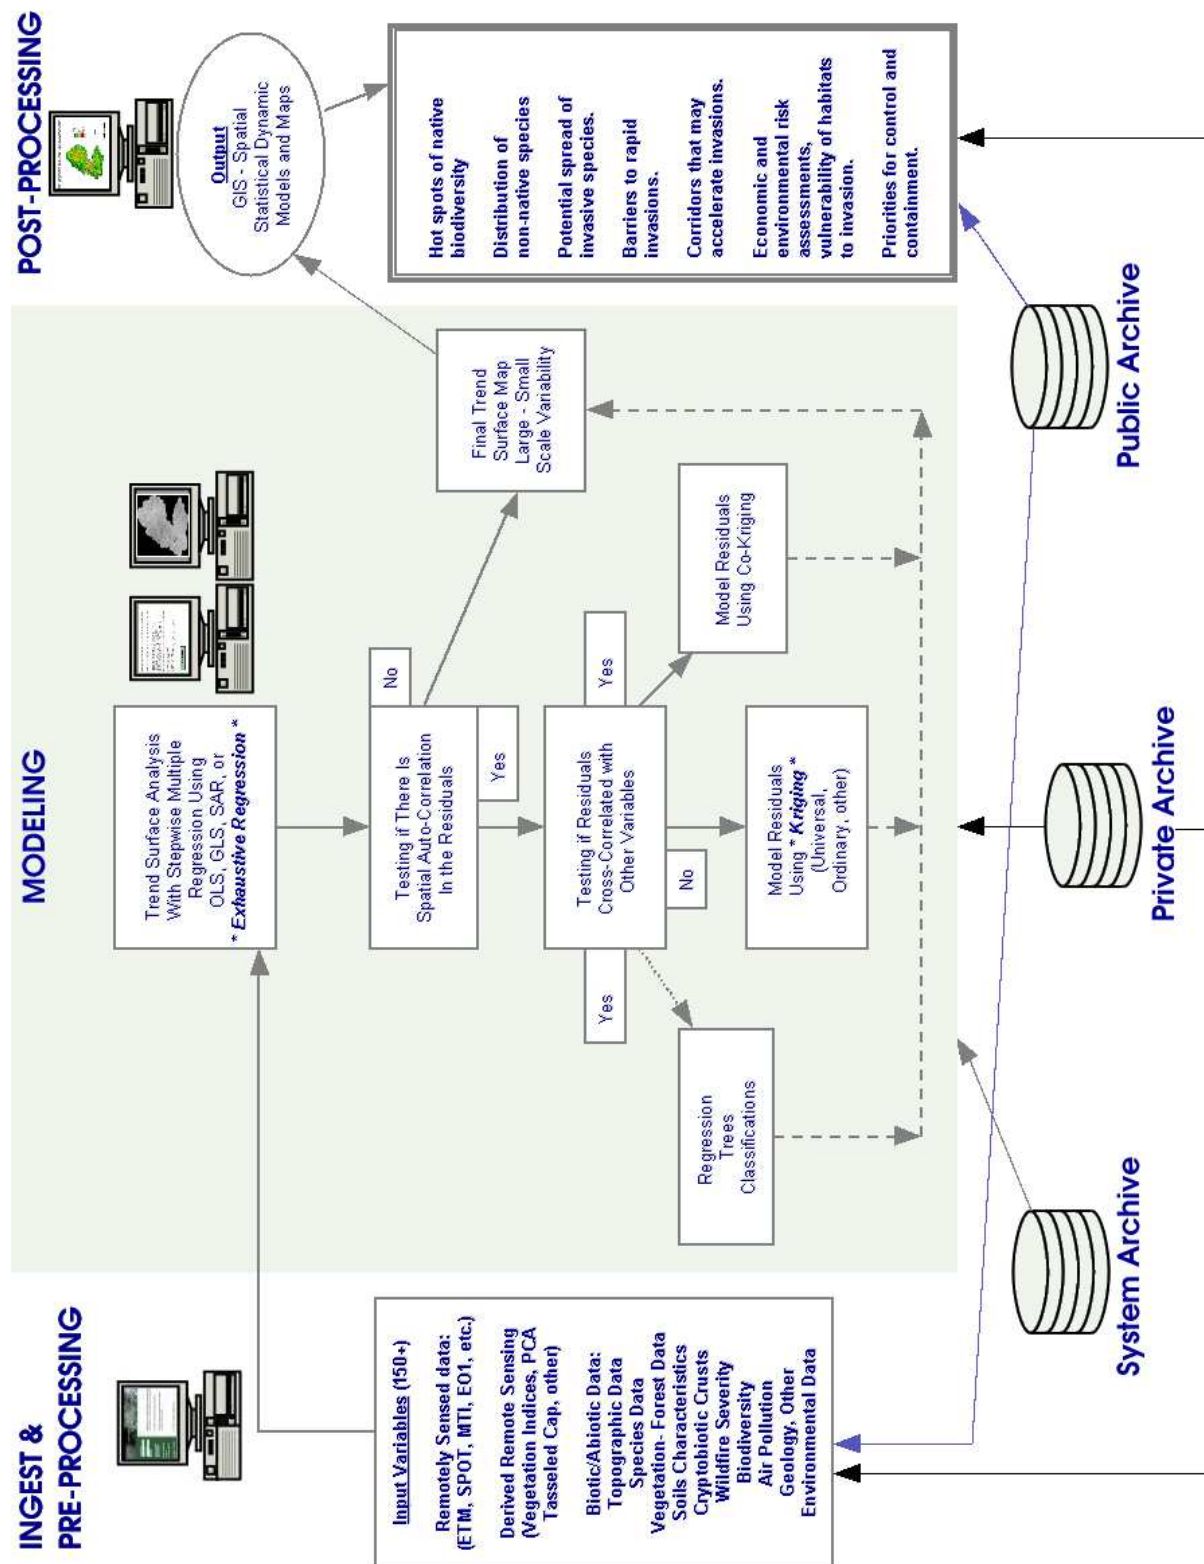 INGEST &
PRE-PROCESSING
Input Variables (150+)
Remotely Sensed data:
(ETM, SPOT, MTI, EO1, etc.)
Derived Remote Sensing
(Vegetation Indices, PCA
Tasseled Cap, other)
Biotic/Abiotic Data:
Topographic Data
Species Data
Vegetation- Forest Data
Soils Characteristics
Cryptobiotic Crusts
Wildfire Severity
Biodiversity
Air Pollution
Geology, Other
Environmental Data
MODELING
Trend Surface Analysis
With Stepwise Multiple
Regression Using
OLS, GLS, SAR, or
* Exhaustive Regression *
Testing if There Is
Spatial Auto-Correlation
In the Residuals
No
Yes
Testing if Residuals
Cross-Correlated with
Other Variables
Yes
No
Yes
Regression
Trees
Classifications
Model Residuals
Using * Kriging *
(Universal,
Ordinary, other)
Model Residuals
Using Co-Kriging
Final Trend
Surface Map
Large - Small
Scale Variability
POST-PROCESSING
Output
GIS - Spatial
Statistical Dynamic
Models and Maps
Hot spots of native
biodiversity
Distribution of
non-native species
Potential spread of
invasive species.
Barriers to rapid
invasions.
Corridors that may
accelerate invasions.
Economic and
environmental risk
assessments,
vulnerability of habitats
to invasion.
Priorities for control and
containment.
System Archive
Private Archive
Public Archive